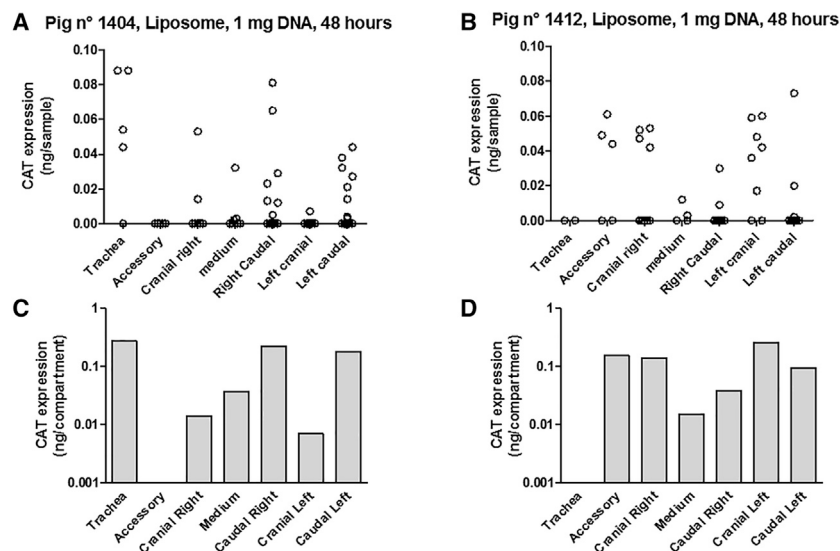 A Pig n° 1404, Liposome, 1 mg DNA, 48 hours
CAT expression
(ng/sample)
0.10
0.08
0.06
0.04
0.02
0.00
Trachea
Accessory
Cranial right
medium
Right Caudal
Left cranial
Left caudal
B Pig n° 1412, Liposome, 1 mg DNA, 48 hours
CAT expression
(ng/sample)
0.10
0.08
0.06
0.04
0.02
0.00
Trachea
Accessory
Cranial right
medium
Right Caudal
Left cranial
Left caudal
C
CAT expression
(ng/compartment)
1
0.1
0.01
0.001
Trachea
Accessory
Cranial Right
Medium
Caudal Right
Cranial Left
Caudal Left
D
CAT expression
(ng/compartment)
1
0.1
0.01
0.001
Trachea
Accessory
Cranial Right
Medium
Caudal Right
Cranial Left
Caudal Left